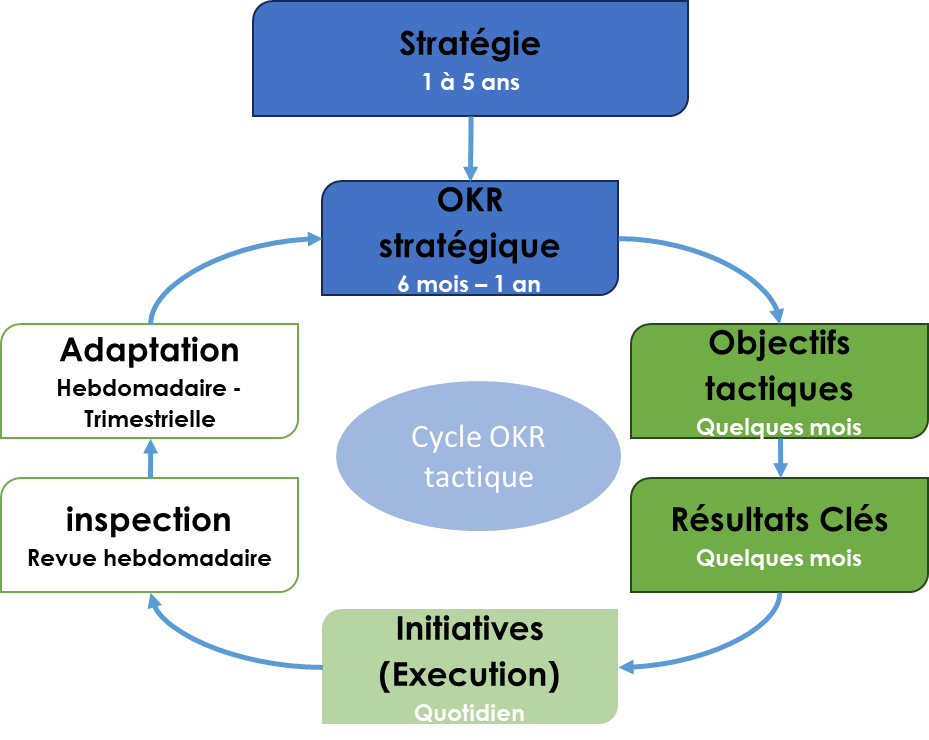 Stratégie
1 à 5 ans
OKR
stratégique
6 mois – 1 an
Adaptation
Hebdomadaire -
Trimestrielle
Objectifs
tactiques
Quelques mois
Cycle OKR
tactique
inspection
Revue hebdomadaire
Résultats Clés
Quelques mois
Initiatives
(Execution)
Quotidien